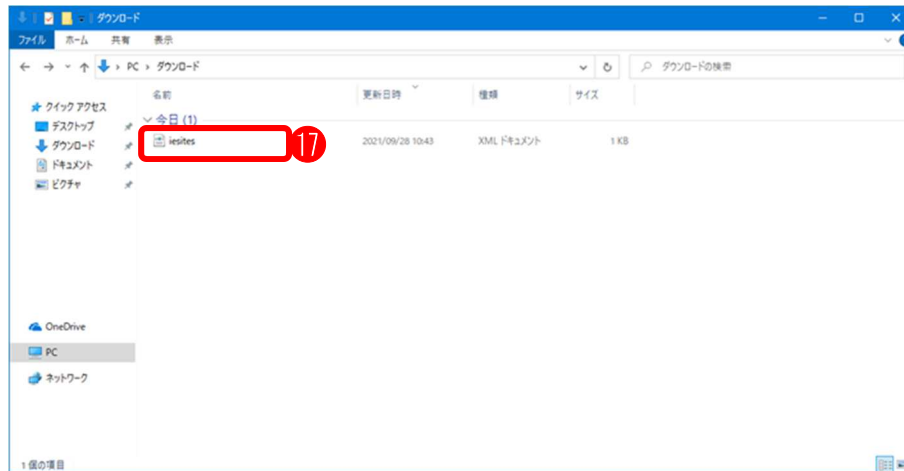 ダウンロード
ファイル ホーム 共有 表示
PC › ダウンロード ダウンロードの検索
名前 更新日時 種類 サイズ
クイック アクセス
今日 (1)
デスクトップ
iesites 2021/09/28 10:43 XML ドキュメント 1 KB
⑰
ダウンロード
ドキュメント
ピクチャ
OneDrive
PC
ネットワーク
1 個の項目